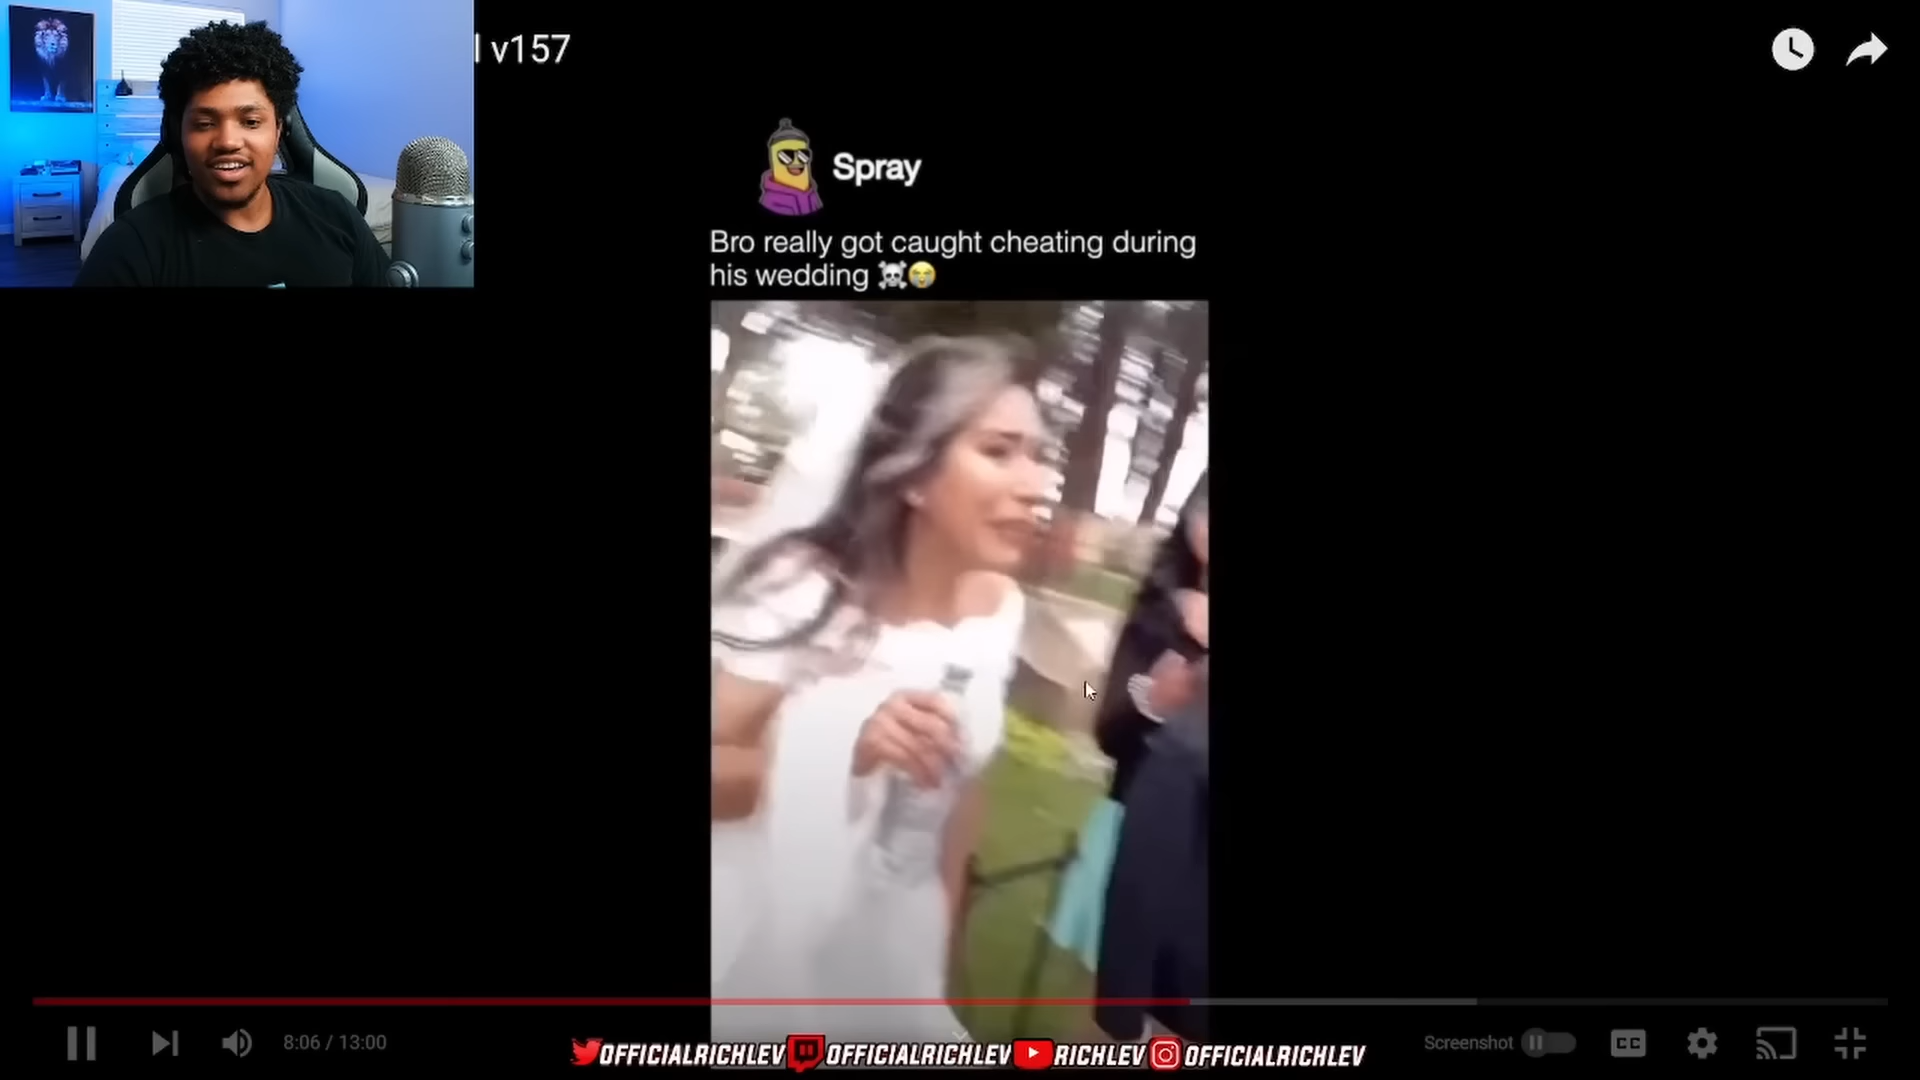 l v157
Spray
Bro really got caught cheating during
his wedding ☠️😭
8:06 / 13:00
OFFICIALRICHLEV OFFICIALRICHLEV RICHLEV OFFICIALRICHLEV
Screenshot
CC